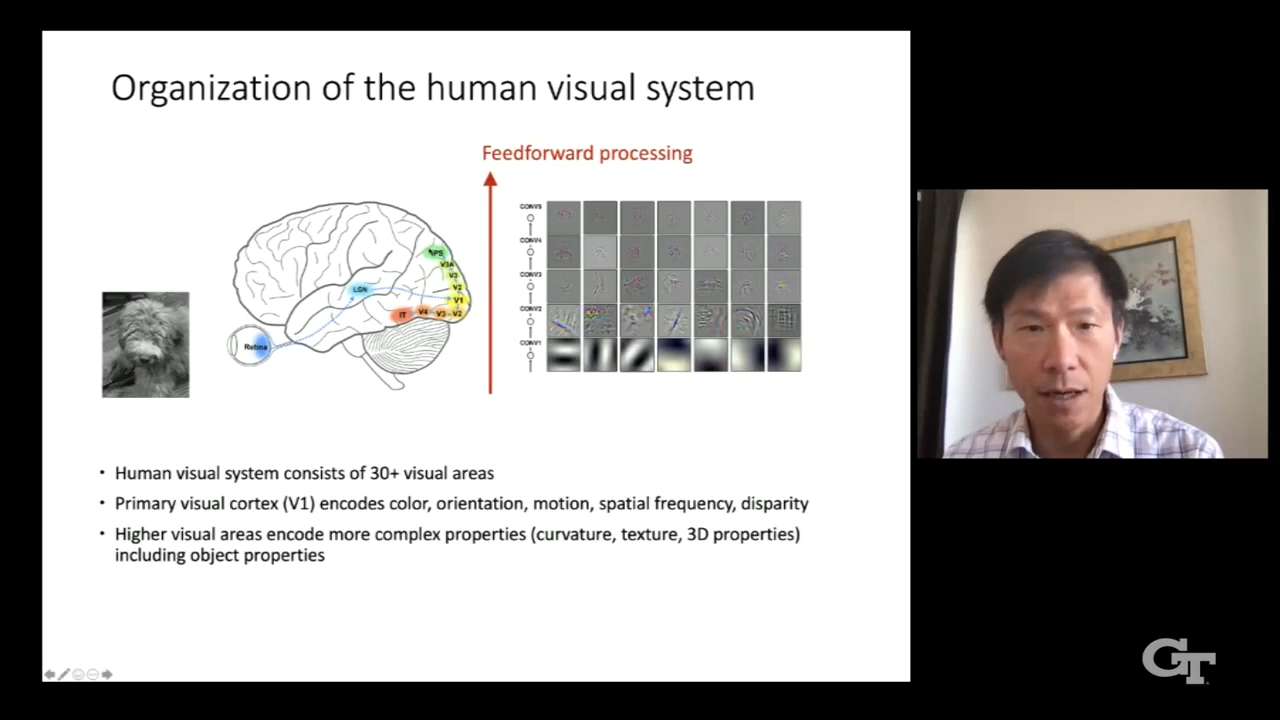 Organization of the human visual system
Feedforward processing
CONV5
CONV4
CONV3
CONV2
CONV1
IPS
V3A
V3
V2
V1
LGN
IT V4 V3 V2
Retina
• Human visual system consists of 30+ visual areas
• Primary visual cortex (V1) encodes color, orientation, motion, spatial frequency, disparity
• Higher visual areas encode more complex properties (curvature, texture, 3D properties)
including object properties
GT